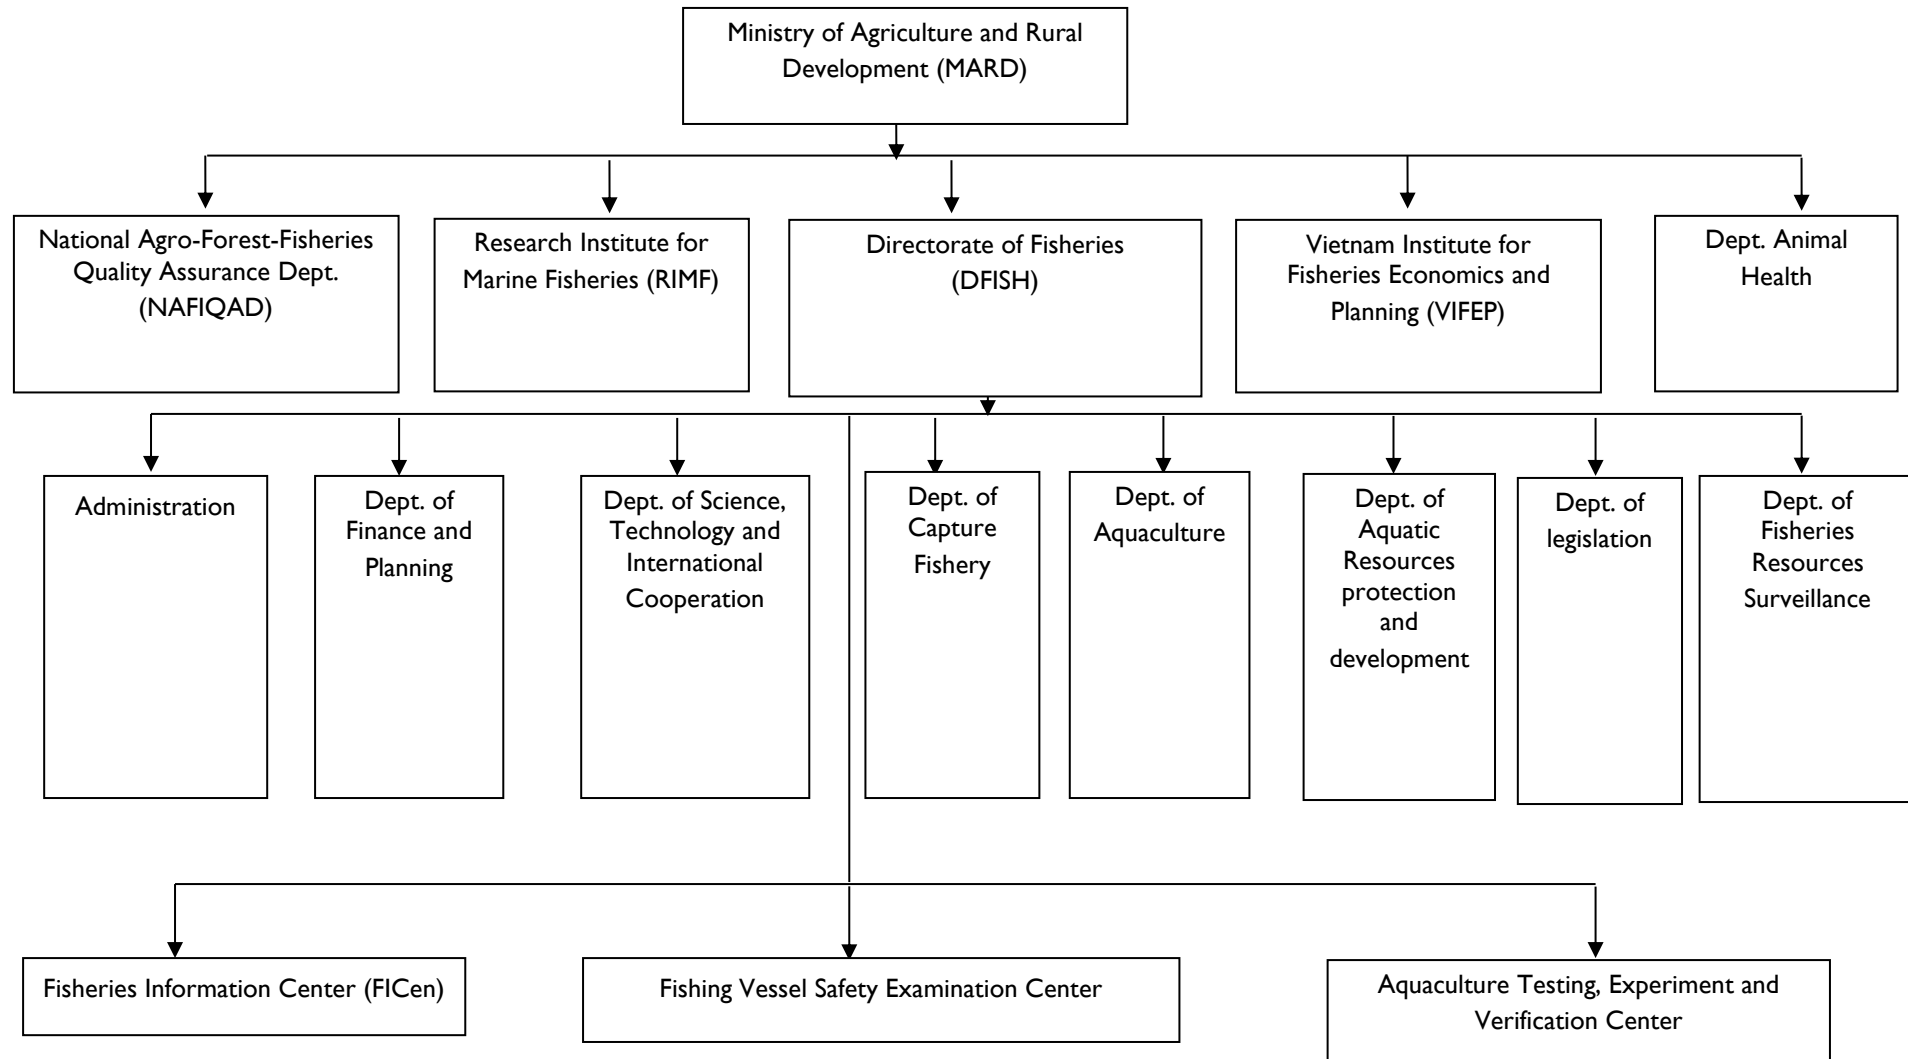 Ministry of Agriculture and Rural
Development (MARD)
National Agro-Forest-Fisheries
Quality Assurance Dept.
(NAFIQAD)
Research Institute for
Marine Fisheries (RIMF)
Directorate of Fisheries
(DFISH)
Vietnam Institute for
Fisheries Economics and
Planning (VIFEP)
Dept. Animal
Health
Administration
Dept. of
Finance and
Planning
Dept. of Science,
Technology and
International
Cooperation
Dept. of
Capture
Fishery
Dept. of
Aquaculture
Dept. of
Aquatic
Resources
protection
and
development
Dept. of
legislation
Dept. of
Fisheries
Resources
Surveillance
Fisheries Information Center (FICen)
Fishing Vessel Safety Examination Center
Aquaculture Testing, Experiment and
Verification Center